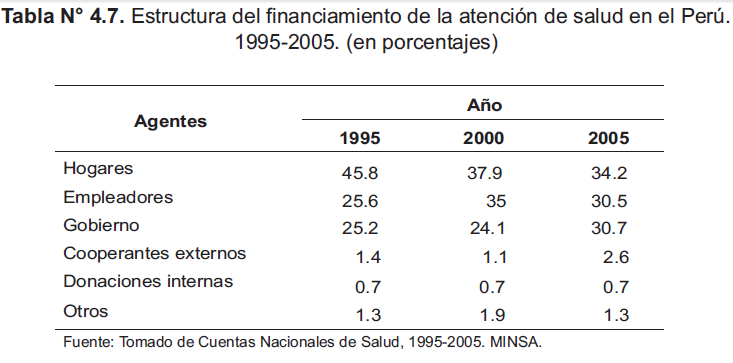 Tabla N° 4.7. Estructura del financiamiento de la atención de salud en el Perú.
1995-2005. (en porcentajes)
Agentes Año
1995 2000 2005
Hogares 45.8 37.9 34.2
Empleadores 25.6 35 30.5
Gobierno 25.2 24.1 30.7
Cooperantes externos 1.4 1.1 2.6
Donaciones internas 0.7 0.7 0.7
Otros 1.3 1.9 1.3
Fuente: Tomado de Cuentas Nacionales de Salud, 1995-2005. MINSA.